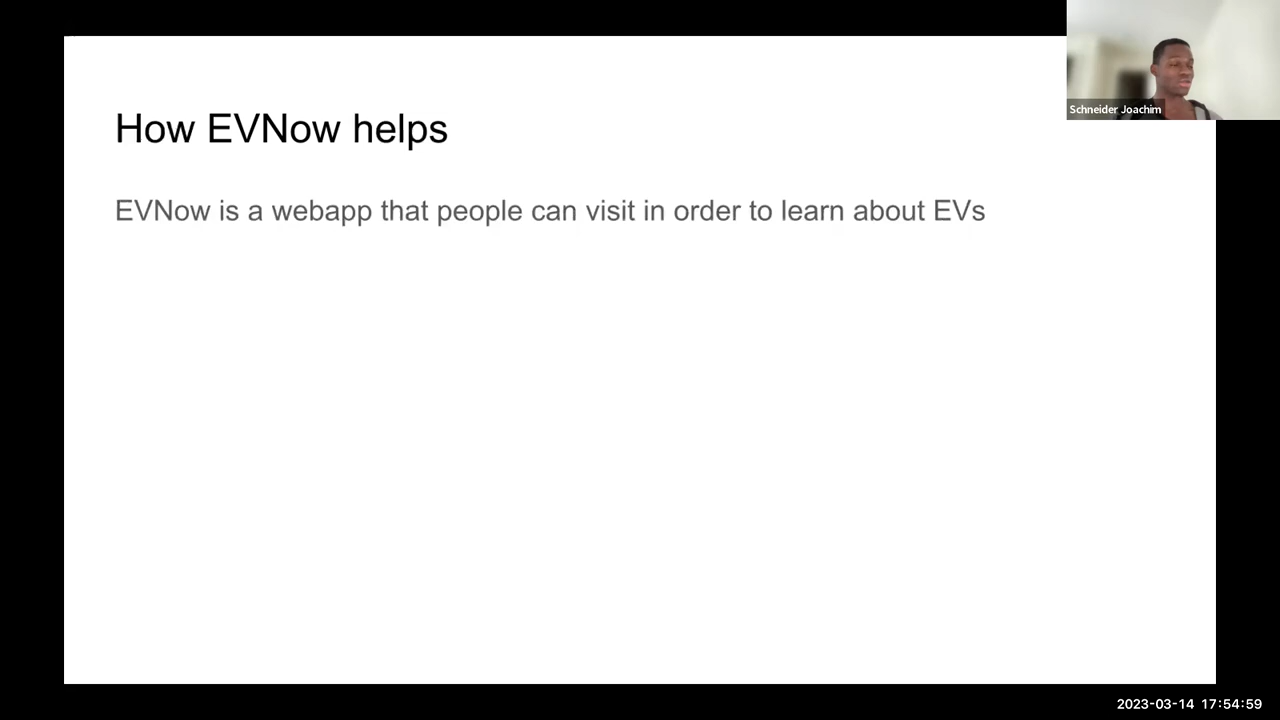 How EVNow helps
EVNow is a webapp that people can visit in order to learn about EVs
Schneider Joachim
2023-03-14 17:54:59